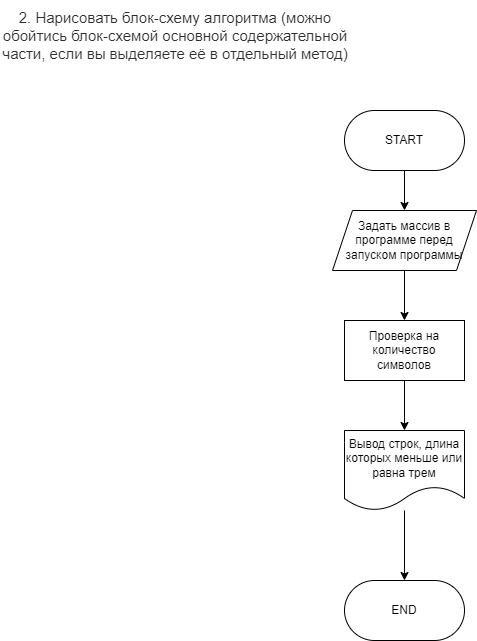 2. Нарисовать блок-схему алгоритма (можно
обойтись блок-схемой основной содержательной
части, если вы выделяете её в отдельный метод)
START
Задать массив в
программе перед
запуском программы
Проверка на
количество
символов
Вывод строк, длина
которых меньше или
равна трем
END